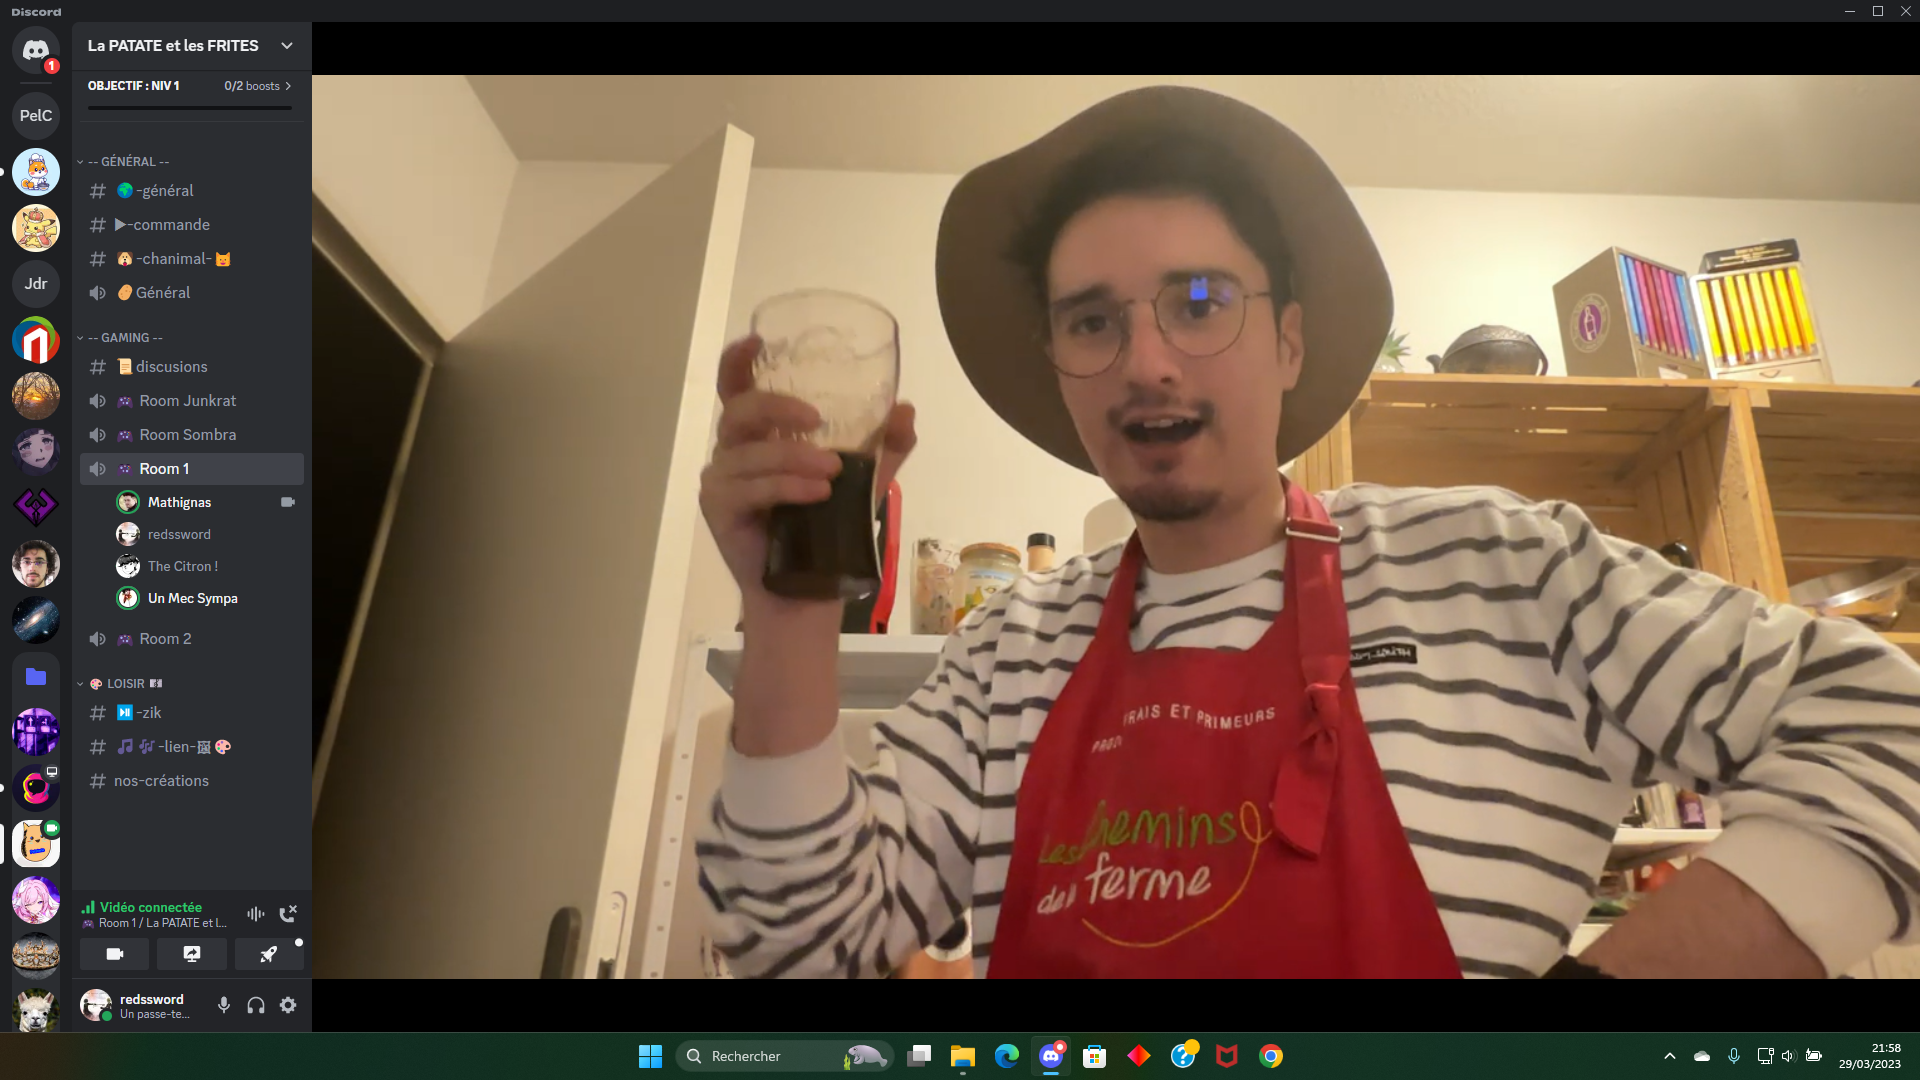 Discord
La PATATE et les FRITES
OBJECTIF : NIV 1 0/2 boosts
1
PelC
-- GÉNÉRAL --
-général
-commande
-chanimal-
Jdr
Général
-- GAMING --
discusions
Room Junkrat
Room Sombra
Room 1
Mathignas
redssword
The Citron !
Un Mec Sympa
Room 2
LOISIR
-zik
-lien-
nos-créations
FRAIS ET PRIMEURS
Les chemins
de ferme
Vidéo connectée
Room 1 / La PATATE et l...
redssword
Un passe-te...
Rechercher
21:58
29/03/2023